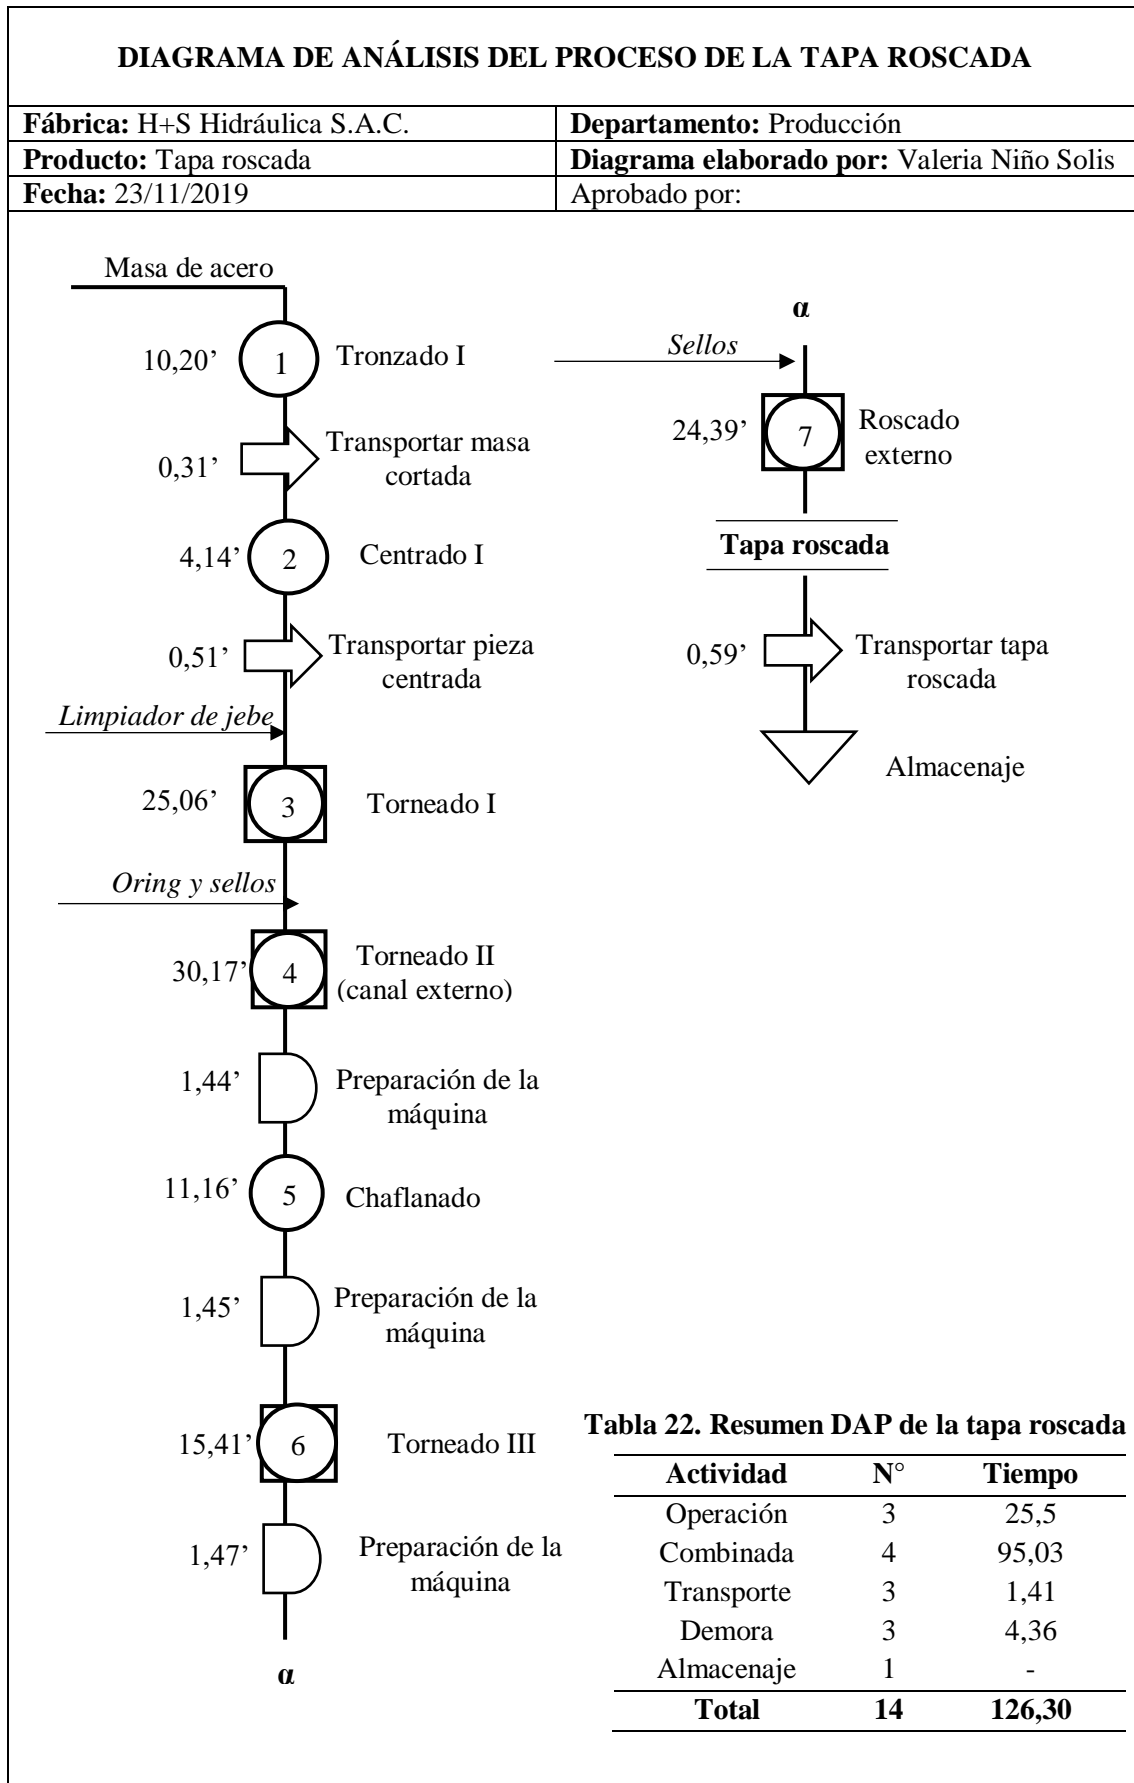 DIAGRAMA DE ANÁLISIS DEL PROCESO DE LA TAPA ROSCADA
Fábrica: H+S Hidráulica S.A.C.
Departamento: Producción
Producto: Tapa roscada
Diagrama elaborado por: Valeria Niño Solis
Fecha: 23/11/2019
Aprobado por:
Masa de acero
10,20’
1
Tronzado I
0,31’
Transportar masa
cortada
4,14’
2
Centrado I
0,51’
Transportar pieza
centrada
Limpiador de jebe
25,06’
3
Torneado I
Oring y sellos
30,17’
4
Torneado II
(canal externo)
1,44’
Preparación de la
máquina
11,16’
5
Chaflanado
1,45’
Preparación de la
máquina
15,41’
6
Torneado III
1,47’
Preparación de la
máquina
α
α
Sellos
24,39’
7
Roscado
externo
Tapa roscada
0,59’
Transportar tapa
roscada
Almacenaje
Tabla 22. Resumen DAP de la tapa roscada
Actividad N° Tiempo
Operación 3 25,5
Combinada 4 95,03
Transporte 3 1,41
Demora 3 4,36
Almacenaje 1 -
Total 14 126,30